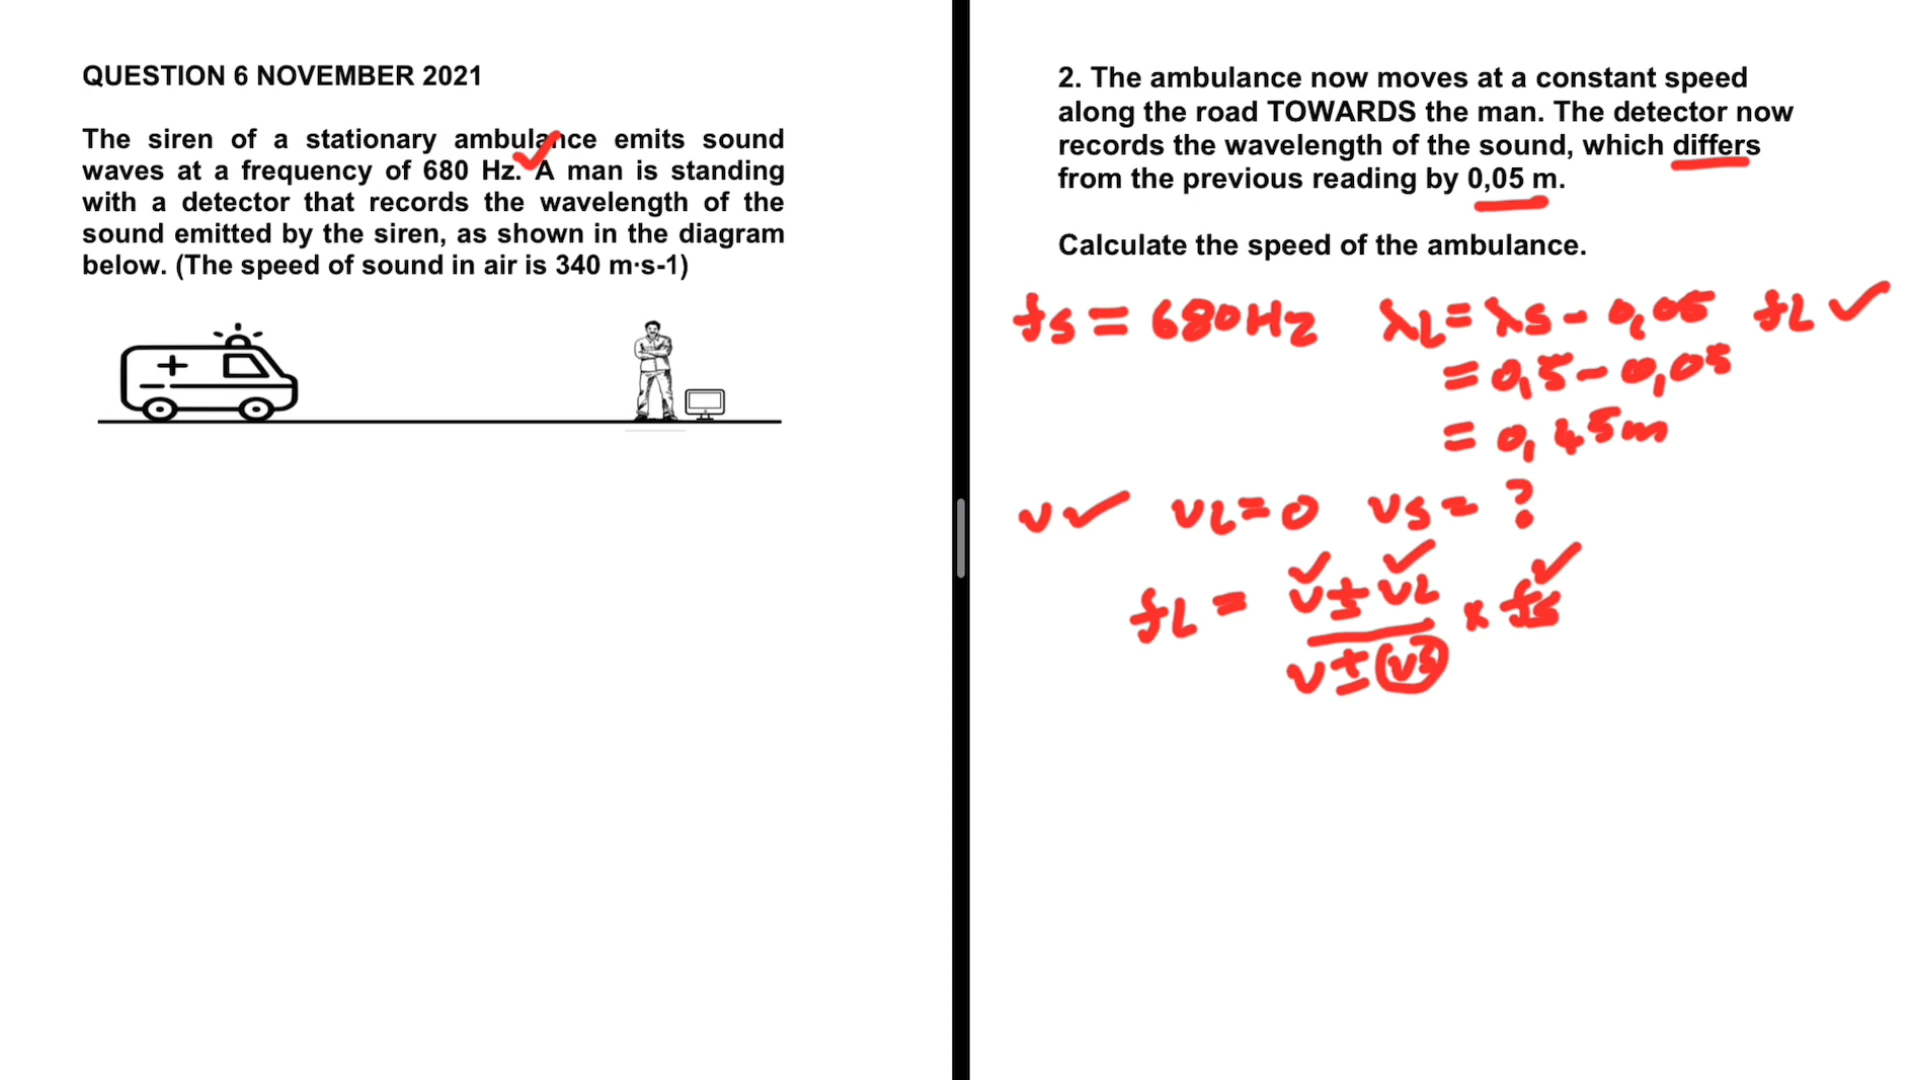 QUESTION 6 NOVEMBER 2021
The siren of a stationary ambulance emits sound
waves at a frequency of 680 Hz. A man is standing
with a detector that records the wavelength of the
sound emitted by the siren, as shown in the diagram
below. (The speed of sound in air is 340 m·s-1)
2. The ambulance now moves at a constant speed
along the road TOWARDS the man. The detector now
records the wavelength of the sound, which differs
from the previous reading by 0,05 m.
Calculate the speed of the ambulance.
fs = 680Hz λL = λs - 0,05 fL ✓
= 0,5 - 0,05
= 0,45m
v ✓ vL = 0 vs = ?
fL = v ± vL / v ± vs × fs